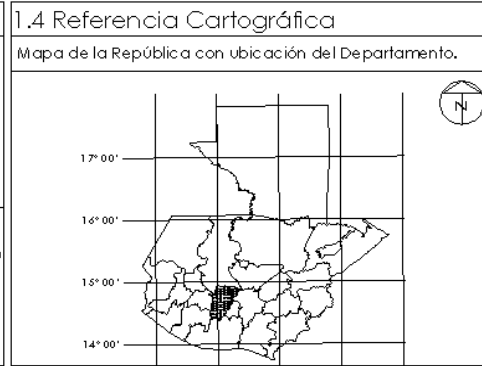 1.4 Referencia Cartográfica
Mapa de la República con ubicación del Departamento.
N
17° 00'
16° 00'
15° 00'
14° 00'